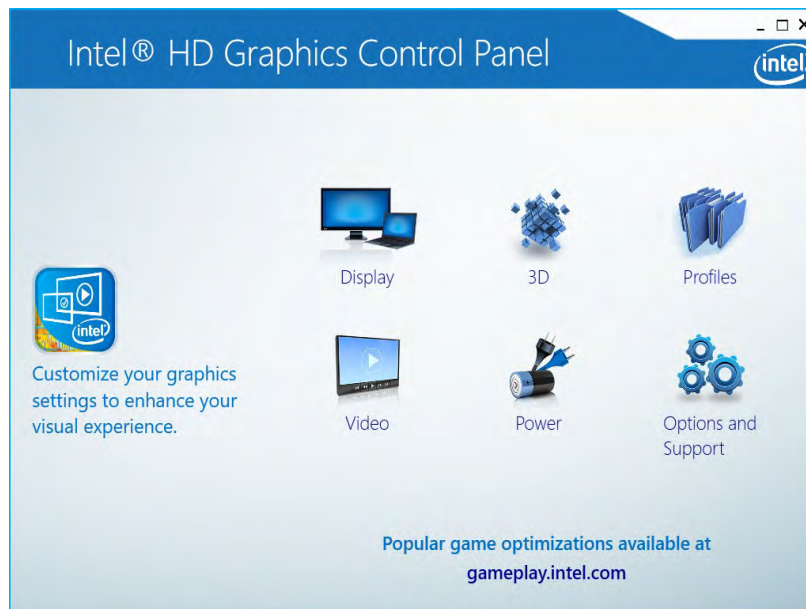 Intel® HD Graphics Control Panel
intel
Display
3D
Profiles
intel
Customize your graphics
settings to enhance your
visual experience.
Video
Power
Options and
Support
Popular game optimizations available at
gameplay.intel.com